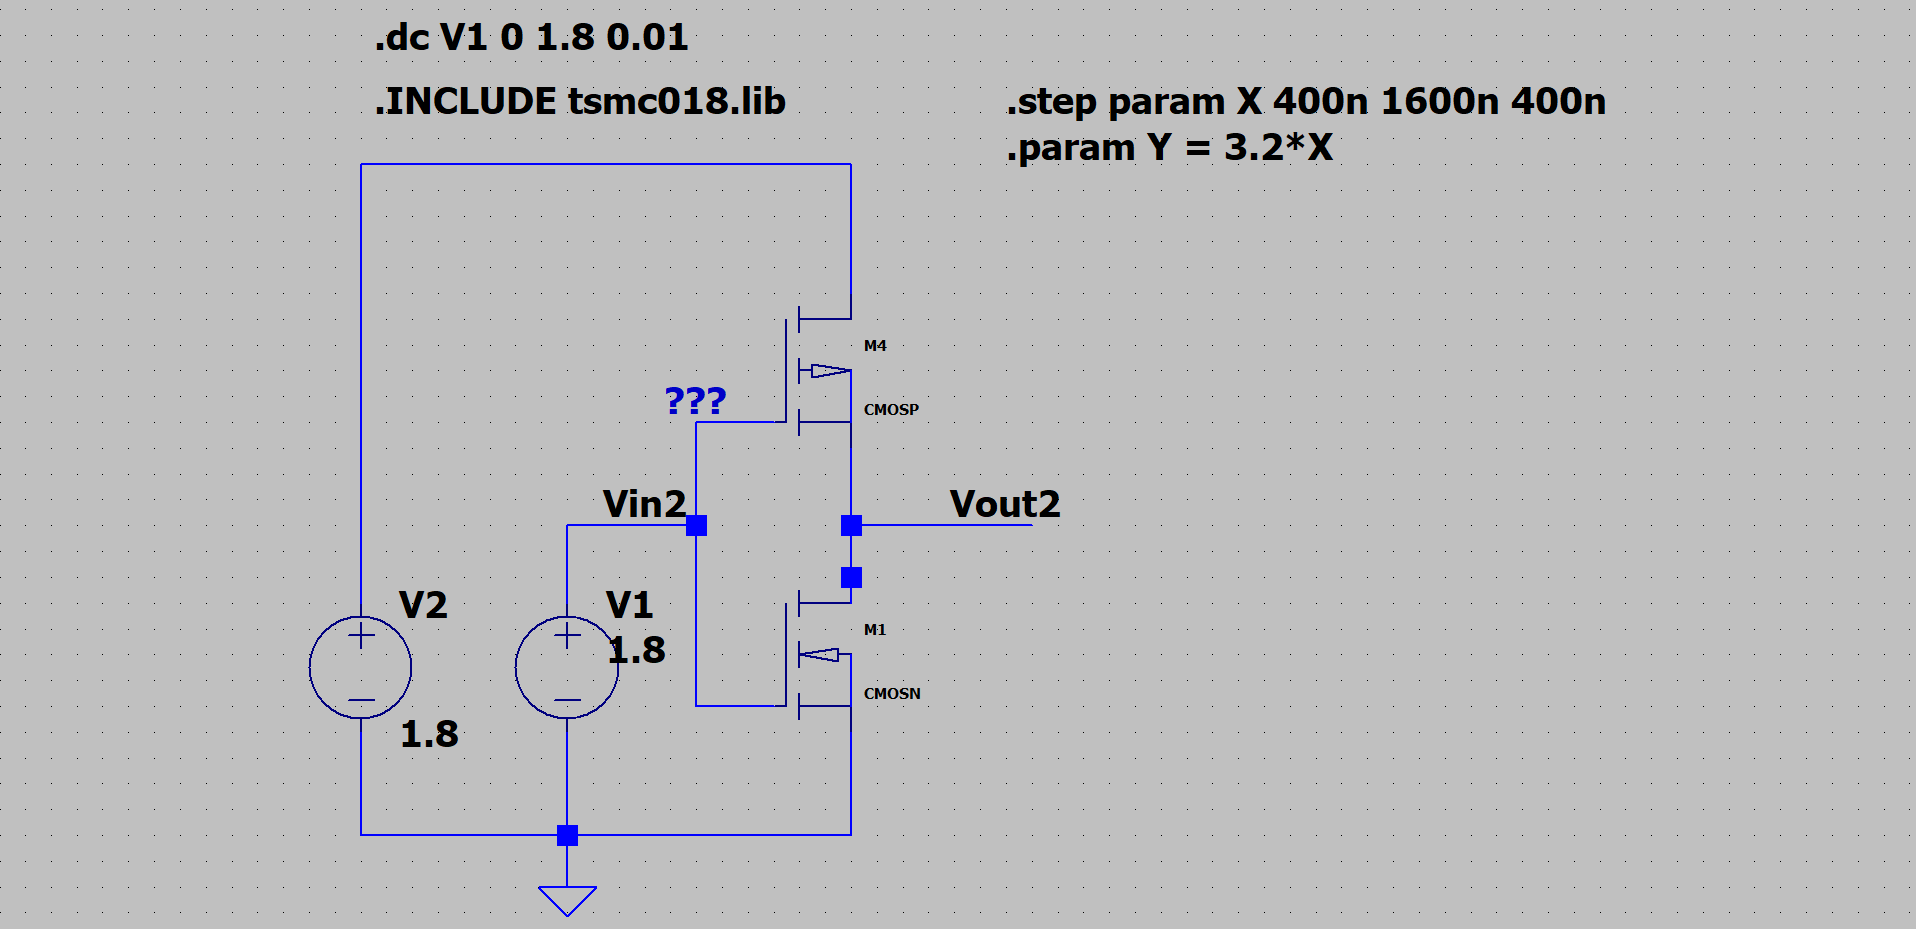 .dc V1 0 1.8 0.01
.INCLUDE tsmc018.lib
.step param X 400n 1600n 400n
.param Y = 3.2*X
M4
???
CMOSP
Vin2
Vout2
V2
V1
M1
1.8
CMOSN
1.8